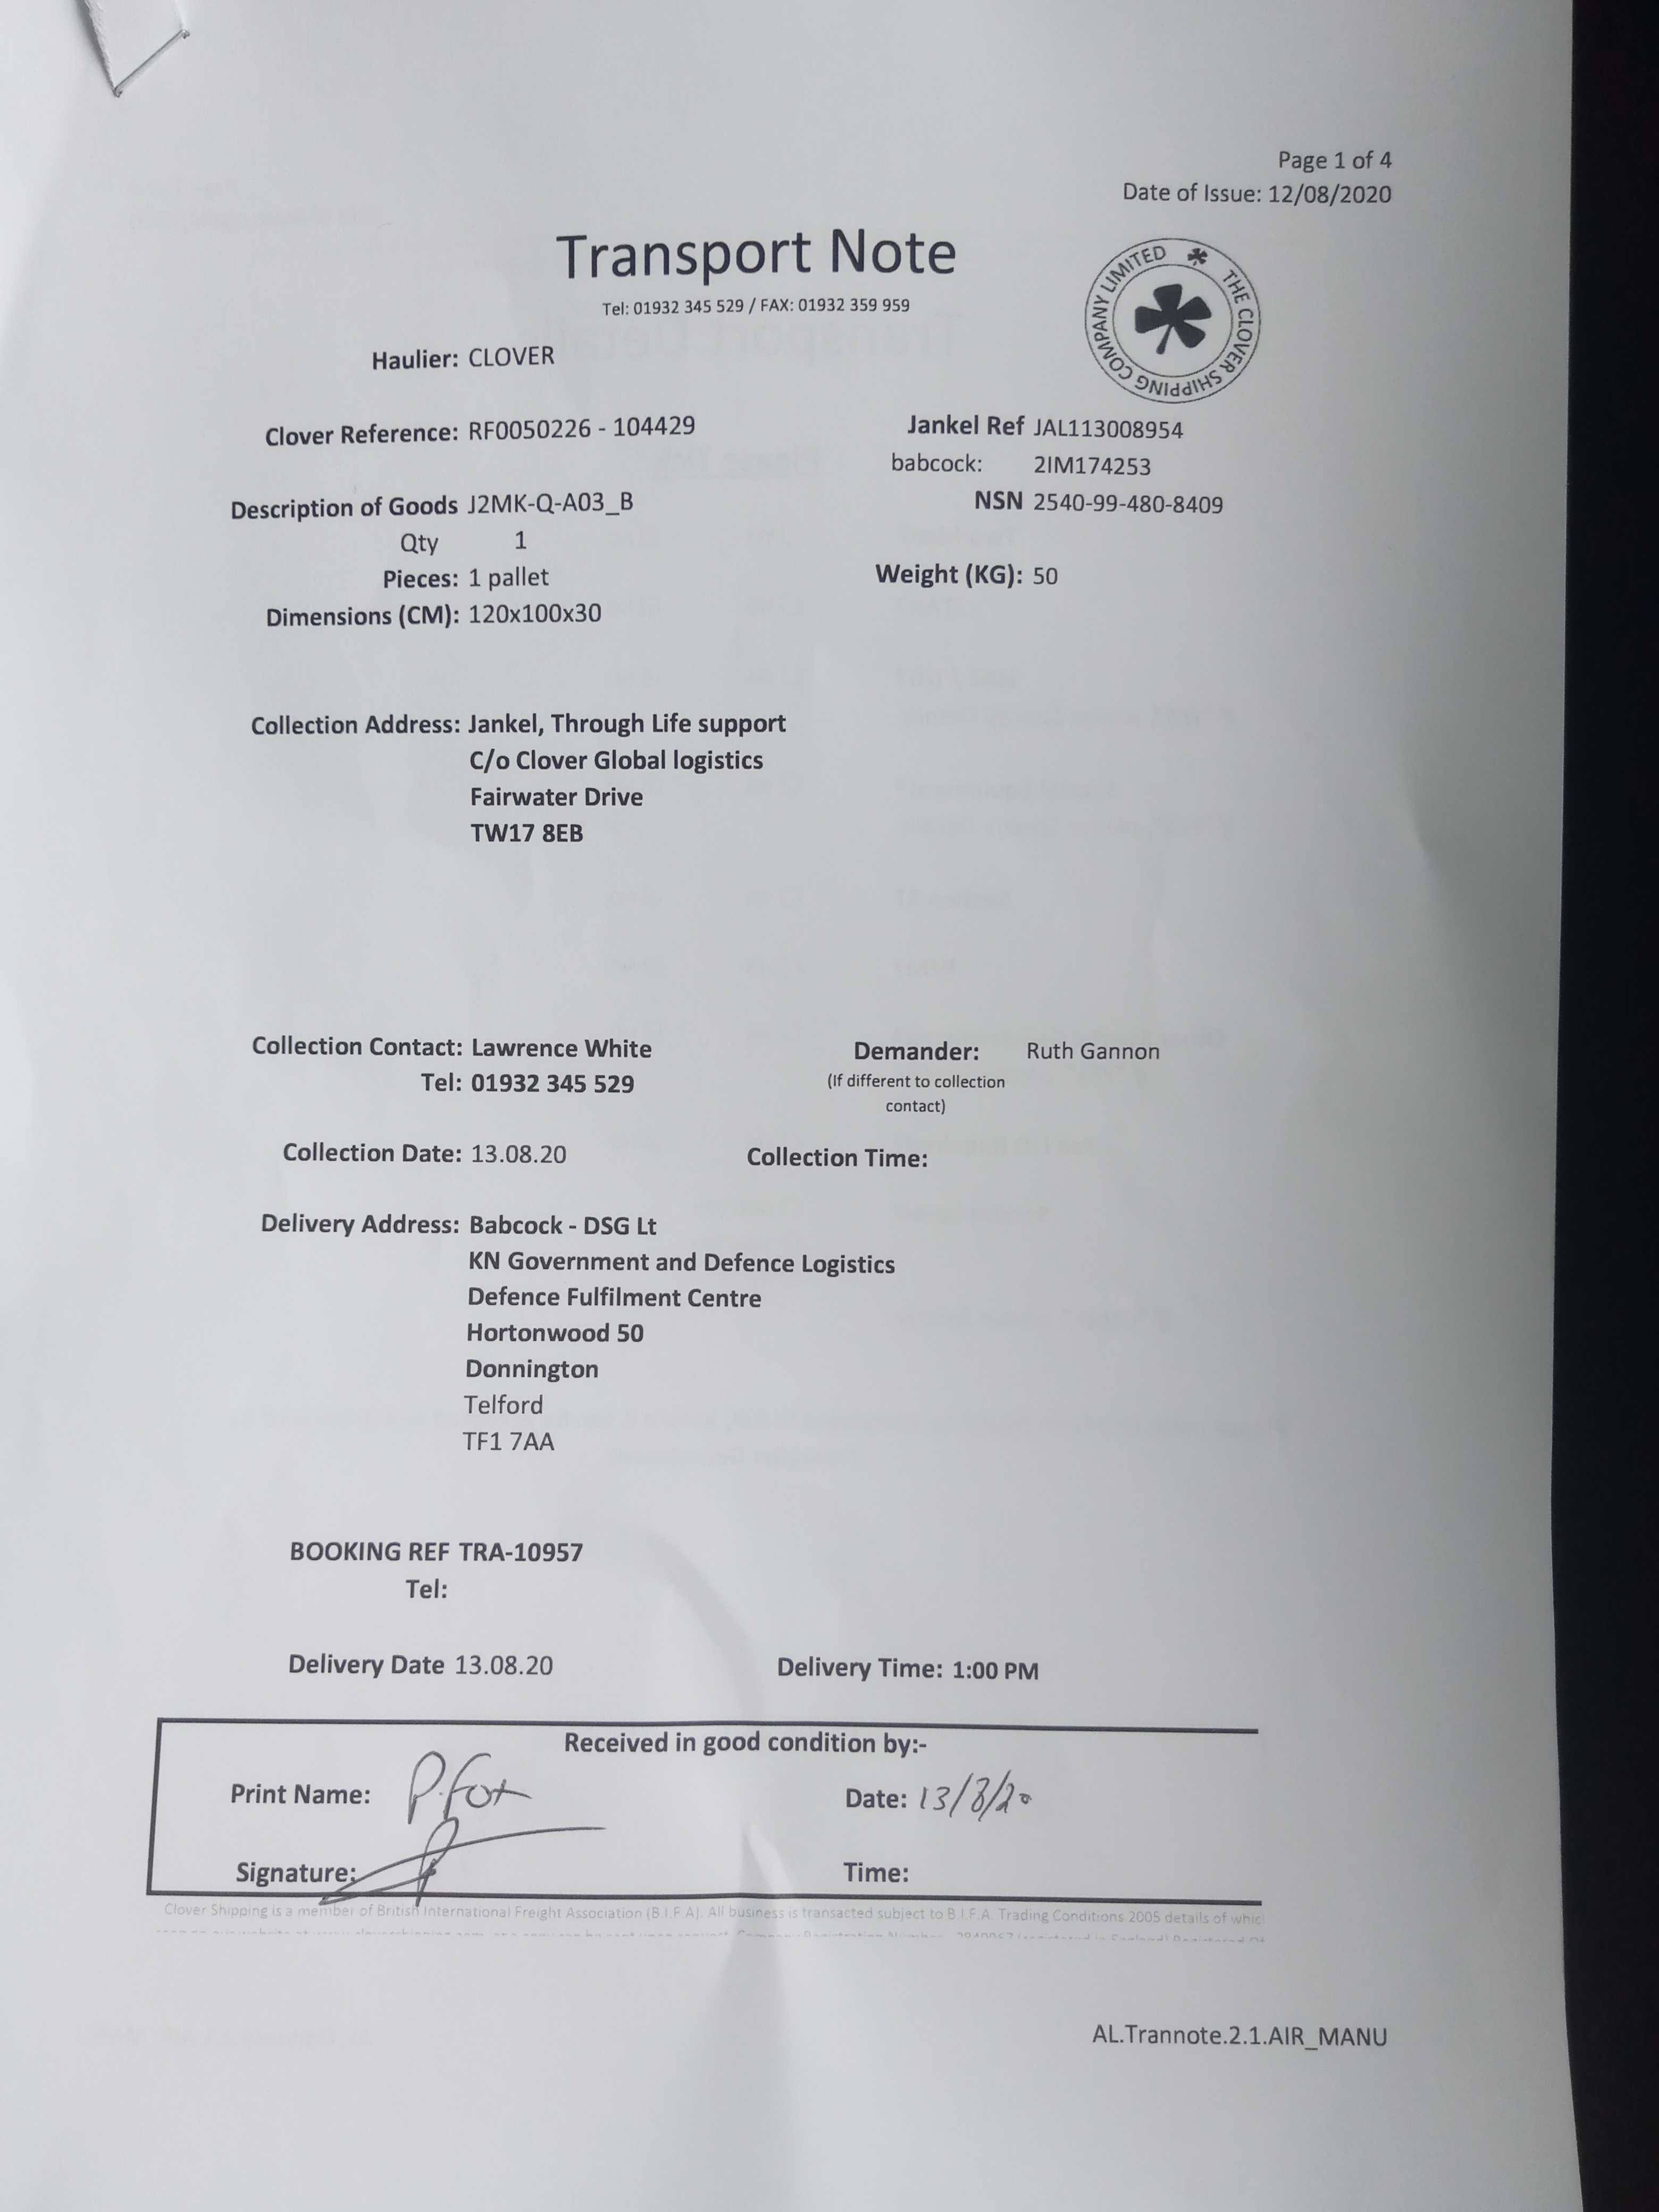 Page 1 of 4
Date of Issue: 12/08/2020
Transport Note
Tel: 01932 345 529 / FAX: 01932 359 959
THE CLOVER SHIPPING COMPANY LIMITED
Haulier: CLOVER
Clover Reference: RF0050226 - 104429 Jankel Ref JAL113008954
babcock: 2IM174253
Description of Goods J2MK-Q-A03_B NSN 2540-99-480-8409
Qty 1
Pieces: 1 pallet Weight (KG): 50
Dimensions (CM): 120x100x30
Collection Address: Jankel, Through Life support
C/o Clover Global logistics
Fairwater Drive
TW17 8EB
Collection Contact: Lawrence White Demander: Ruth Gannon
Tel: 01932 345 529 (If different to collection
contact)
Collection Date: 13.08.20 Collection Time:
Delivery Address: Babcock - DSG Lt
KN Government and Defence Logistics
Defence Fulfilment Centre
Hortonwood 50
Donnington
Telford
TF1 7AA
BOOKING REF TRA-10957
Tel:
Delivery Date 13.08.20 Delivery Time: 1:00 PM
Received in good condition by:-
Print Name: P.Fox Date: 13/8/20
Signature: Time:
Clover Shipping is a member of British International Freight Association (B.I.F.A). All business is transacted subject to B.I.F.A. Trading Conditions 2005 details of whic
AL.Trannote.2.1.AIR_MANU